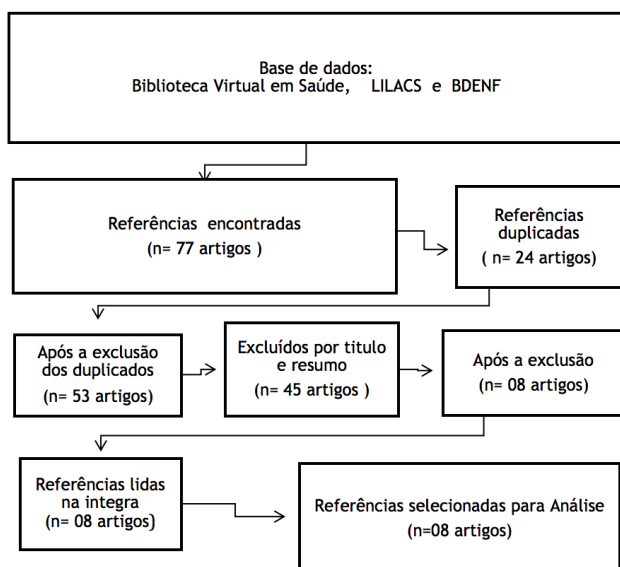 Base de dados:
Biblioteca Virtual em Saúde, LILACS e BDENF
Referências encontradas
(n= 77 artigos )
Referências
duplicadas
( n= 24 artigos)
Após a exclusão
dos duplicados
(n= 53 artigos)
Excluídos por titulo
e resumo
(n= 45 artigos )
Após a exclusão
(n= 08 artigos)
Referências lidas
na integra
(n= 08 artigos)
Referências selecionadas para Análise
(n=08 artigos)